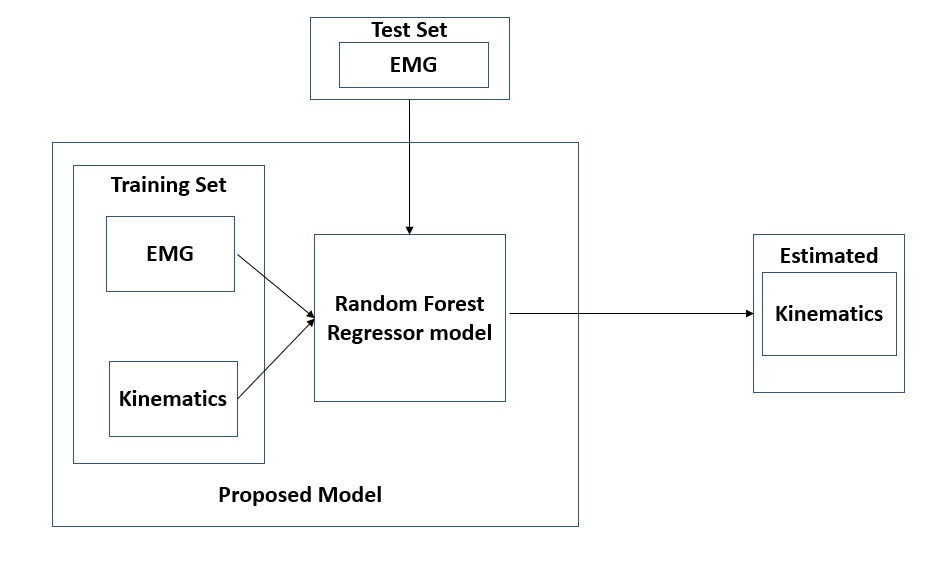 Test Set
EMG
Training Set
EMG
Kinematics
Random Forest
Regressor model
Proposed Model
Estimated
Kinematics